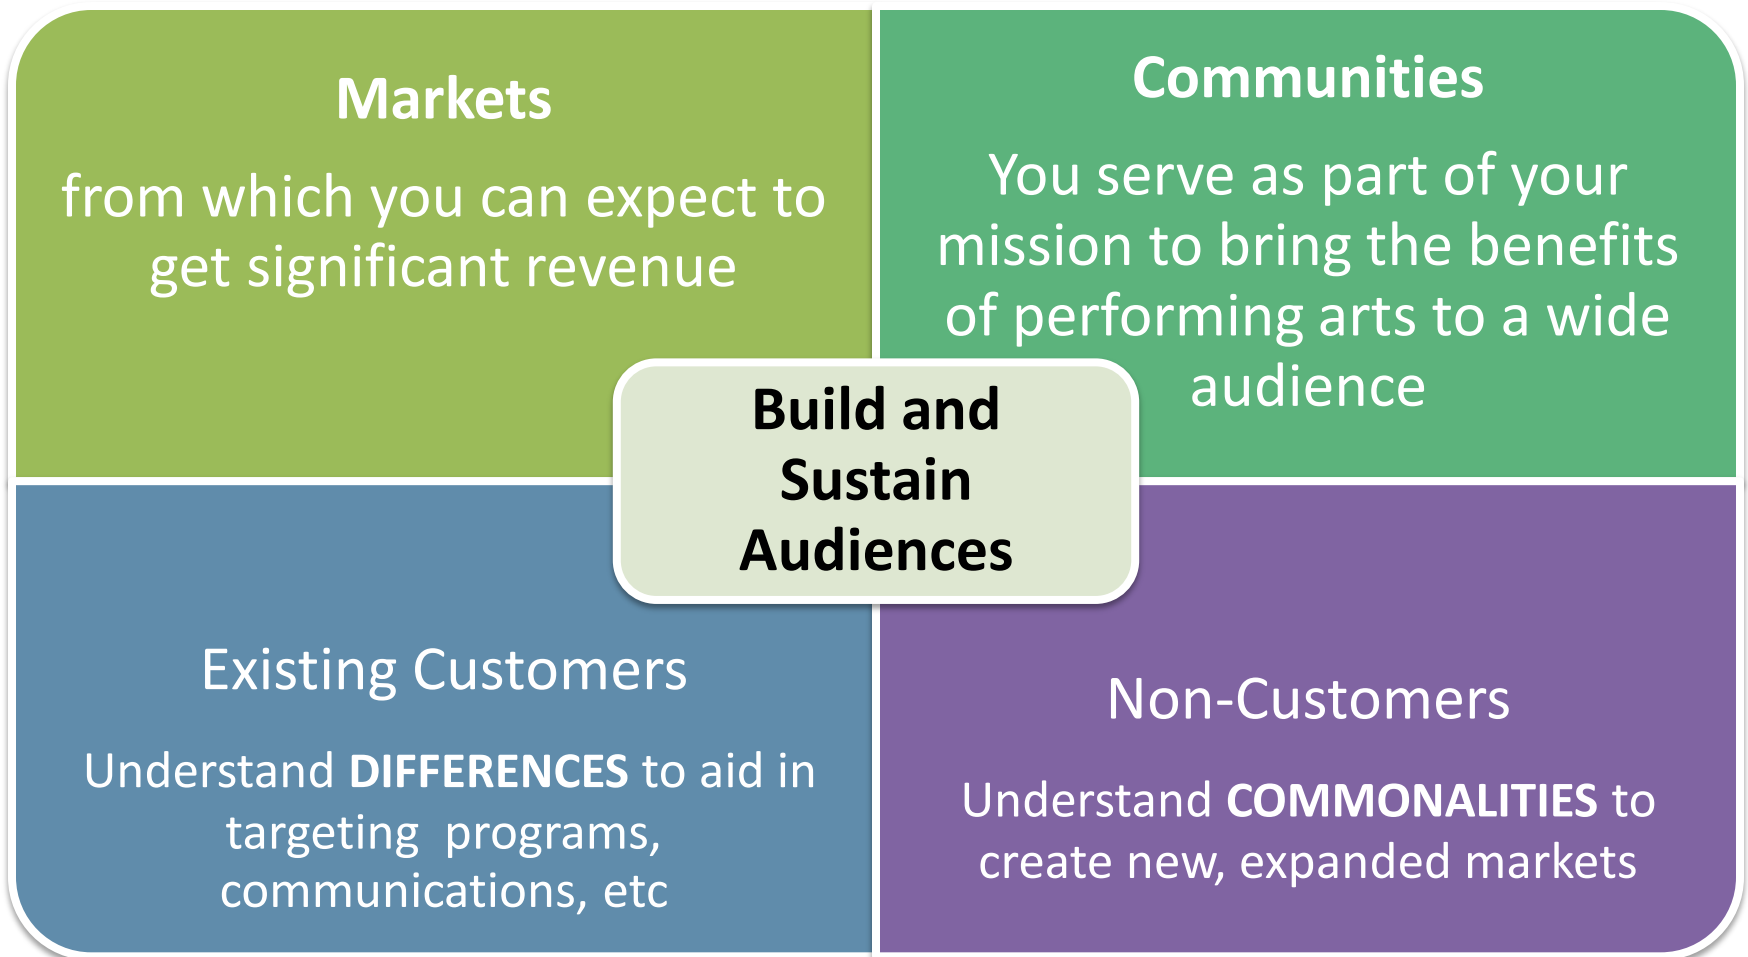 Markets
from which you can expect to
get significant revenue
Communities
You serve as part of your
mission to bring the benefits
of performing arts to a wide
audience
Build and
Sustain
Audiences
Existing Customers
Understand DIFFERENCES to aid in
targeting  programs,
communications, etc
Non-Customers
Understand COMMONALITIES to
create new, expanded markets